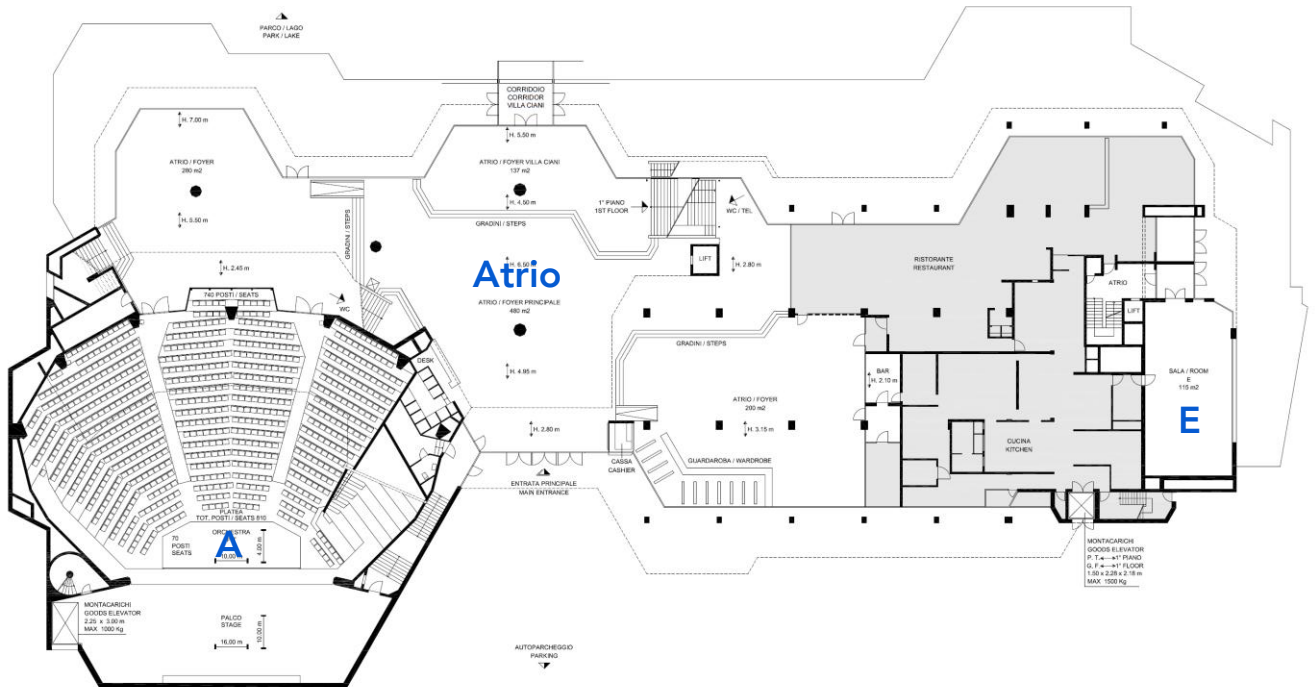 PARCO / LAGO
PARK / LAKE
CORRIDOIO
CORRIDOR
VILLA CIANI
H. 7.00 m
H. 5.50 m
ATRIO / FOYER
280 m2
ATRIO / FOYER VILLA CIANI
137 m2
H. 4.50 m
1° PIANO
1ST FLOOR
WC / TEL
H. 3.50 m
GRADINI / STEPS
GRADINI / STEPS
H. 2.45 m
H. 6.50 m
Atrio
LIFT
H. 2.80 m
RISTORANTE
RESTAURANT
ATRIO
LIFT
740 POSTI / SEATS
WC
ATRIO / FOYER PRINCIPALE
480 m2
GRADINI / STEPS
DESK
H. 4.95 m
BAR
H. 2.10 m
SALA / ROOM
E
115 m2
E
ATRIO / FOYER
200 m2
H. 2.80 m
H. 3.15 m
CASSA
CASHIER
GUARDAROBA / WARDROBE
CUCINA
KITCHEN
ENTRATA PRINCIPALE
MAIN ENTRANCE
PLATEA
TOT. POSTI / SEATS 810
ORCHESTRA
A
70
POSTI
SEATS
10.00
4.00 m
MONTACARICHI
GOODS ELEVATOR
P. T. 1° PIANO
G. F. 1° FLOOR
1.50 x 2.28 x 2.18 m
MAX 1500 Kg
MONTACARICHI
GOODS ELEVATOR
2.25 x 3.00 m
MAX 1000 Kg
PALCO
STAGE
16.00 m
10.00 m
AUTOPARCHEGGIO
PARKING